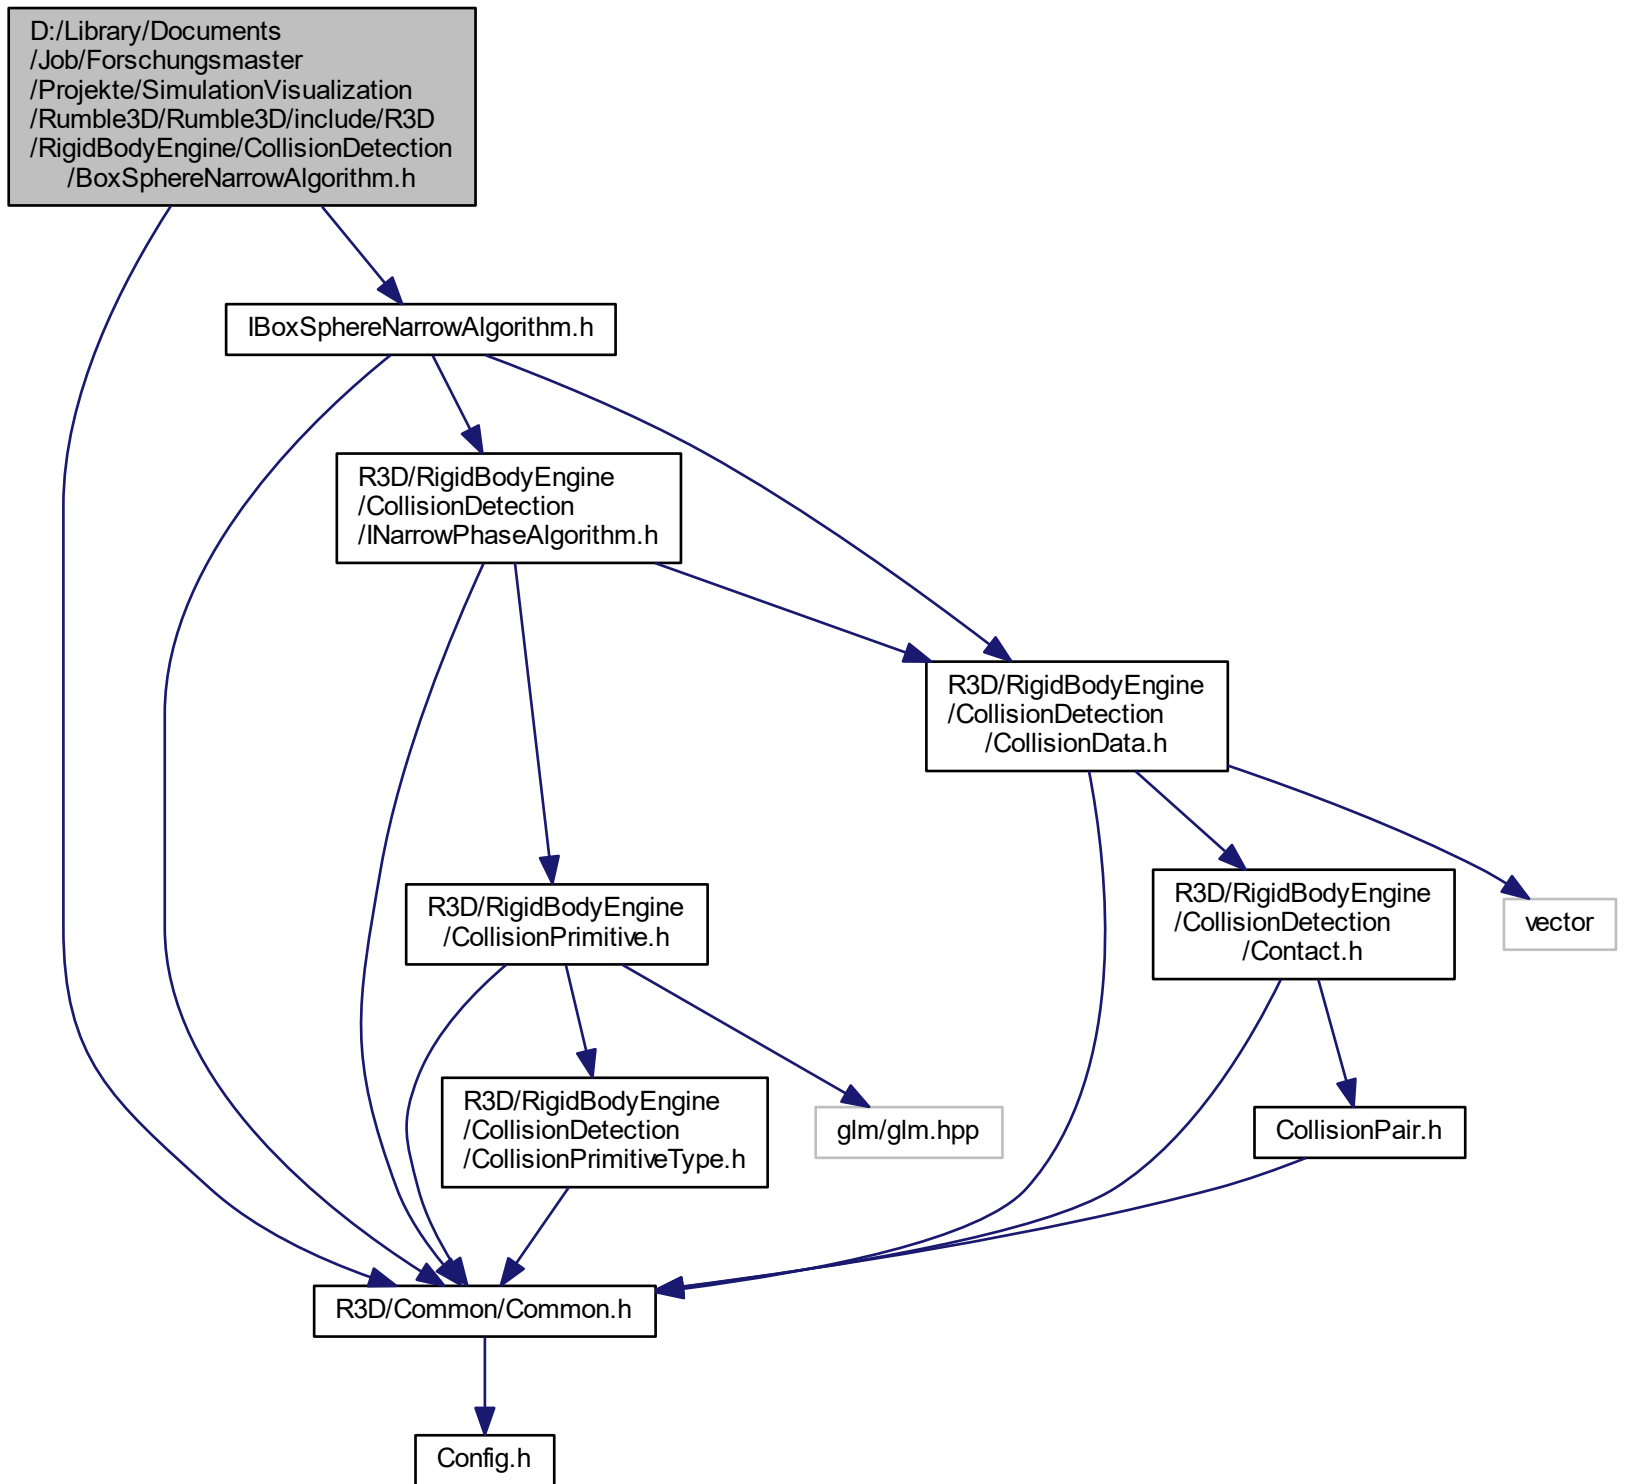 D:/Library/Documents
/Job/Forschungsmaster
/Projekte/SimulationVisualization
/Rumble3D/Rumble3D/include/R3D
/RigidBodyEngine/CollisionDetection
/BoxSphereNarrowAlgorithm.h
IBoxSphereNarrowAlgorithm.h
R3D/RigidBodyEngine
/CollisionDetection
/INarrowPhaseAlgorithm.h
R3D/RigidBodyEngine
/CollisionDetection
/CollisionData.h
R3D/RigidBodyEngine
/CollisionPrimitive.h
R3D/RigidBodyEngine
/CollisionDetection
/Contact.h
vector
R3D/RigidBodyEngine
/CollisionDetection
/CollisionPrimitiveType.h
glm/glm.hpp
CollisionPair.h
R3D/Common/Common.h
Config.h